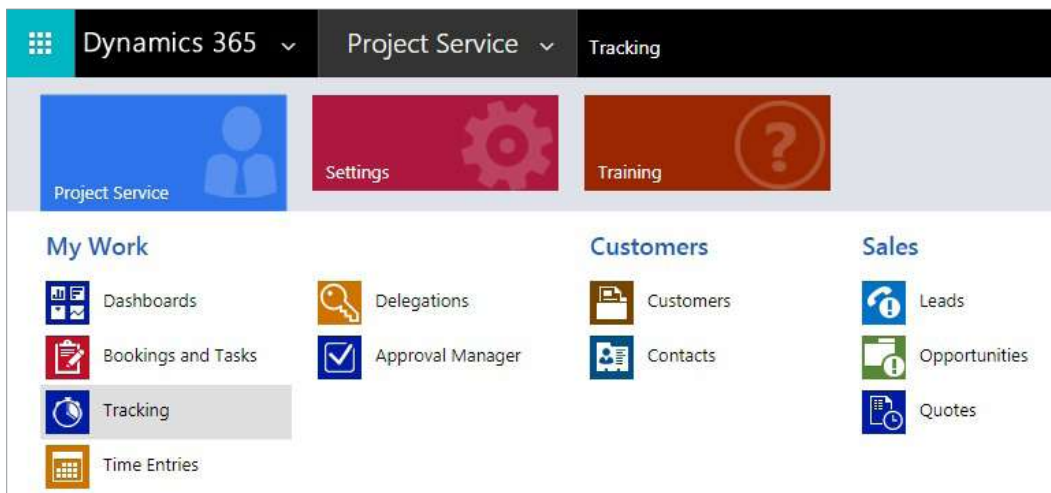 Dynamics 365
Project Service
Tracking
Project Service
Settings
Training
My Work
Dashboards
Bookings and Tasks
Tracking
Time Entries
Delegations
Approval Manager
Customers
Customers
Contacts
Sales
Leads
Opportunities
Quotes